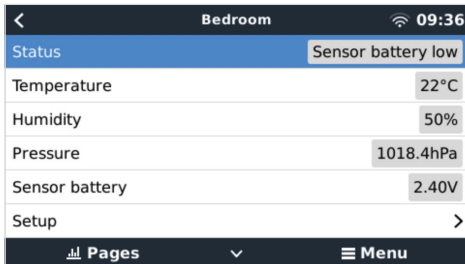 Bedroom 09:36
Status Sensor battery low
Temperature 22°C
Humidity 50%
Pressure 1018.4hPa
Sensor battery 2.40V
Setup
Pages Menu